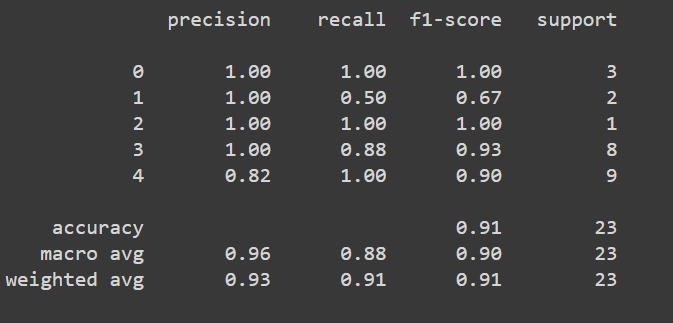 precision recall f1-score support
0 1.00 1.00 1.00 3
1 1.00 0.50 0.67 2
2 1.00 1.00 1.00 1
3 1.00 0.88 0.93 8
4 0.82 1.00 0.90 9
accuracy 0.91 23
macro avg 0.96 0.88 0.90 23
weighted avg 0.93 0.91 0.91 23